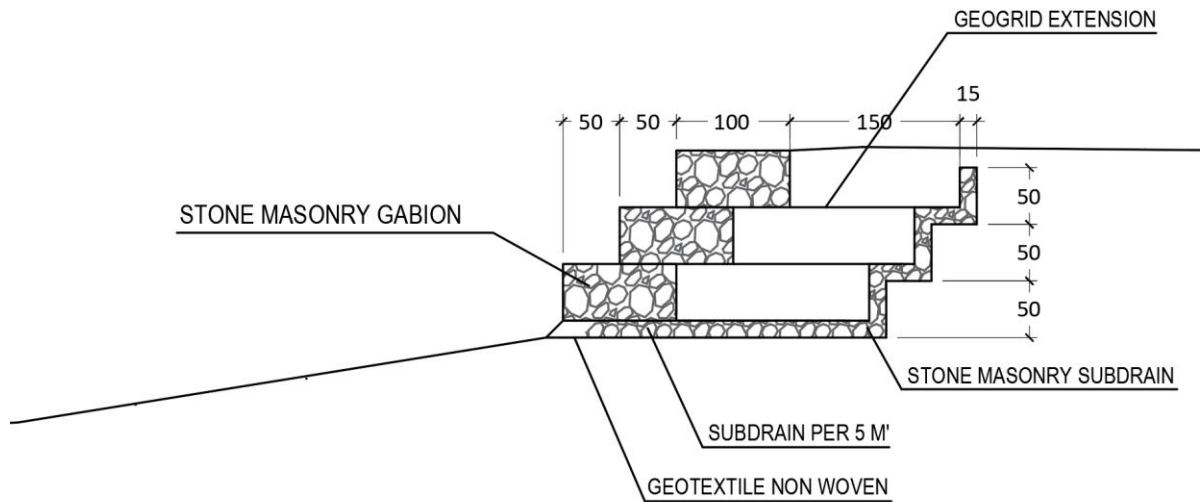 GEOGRID EXTENSION
15
50 50 100 150
STONE MASONRY GABION
50
50
50
STONE MASONRY SUBDRAIN
SUBDRAIN PER 5 M'
GEOTEXTILE NON WOVEN